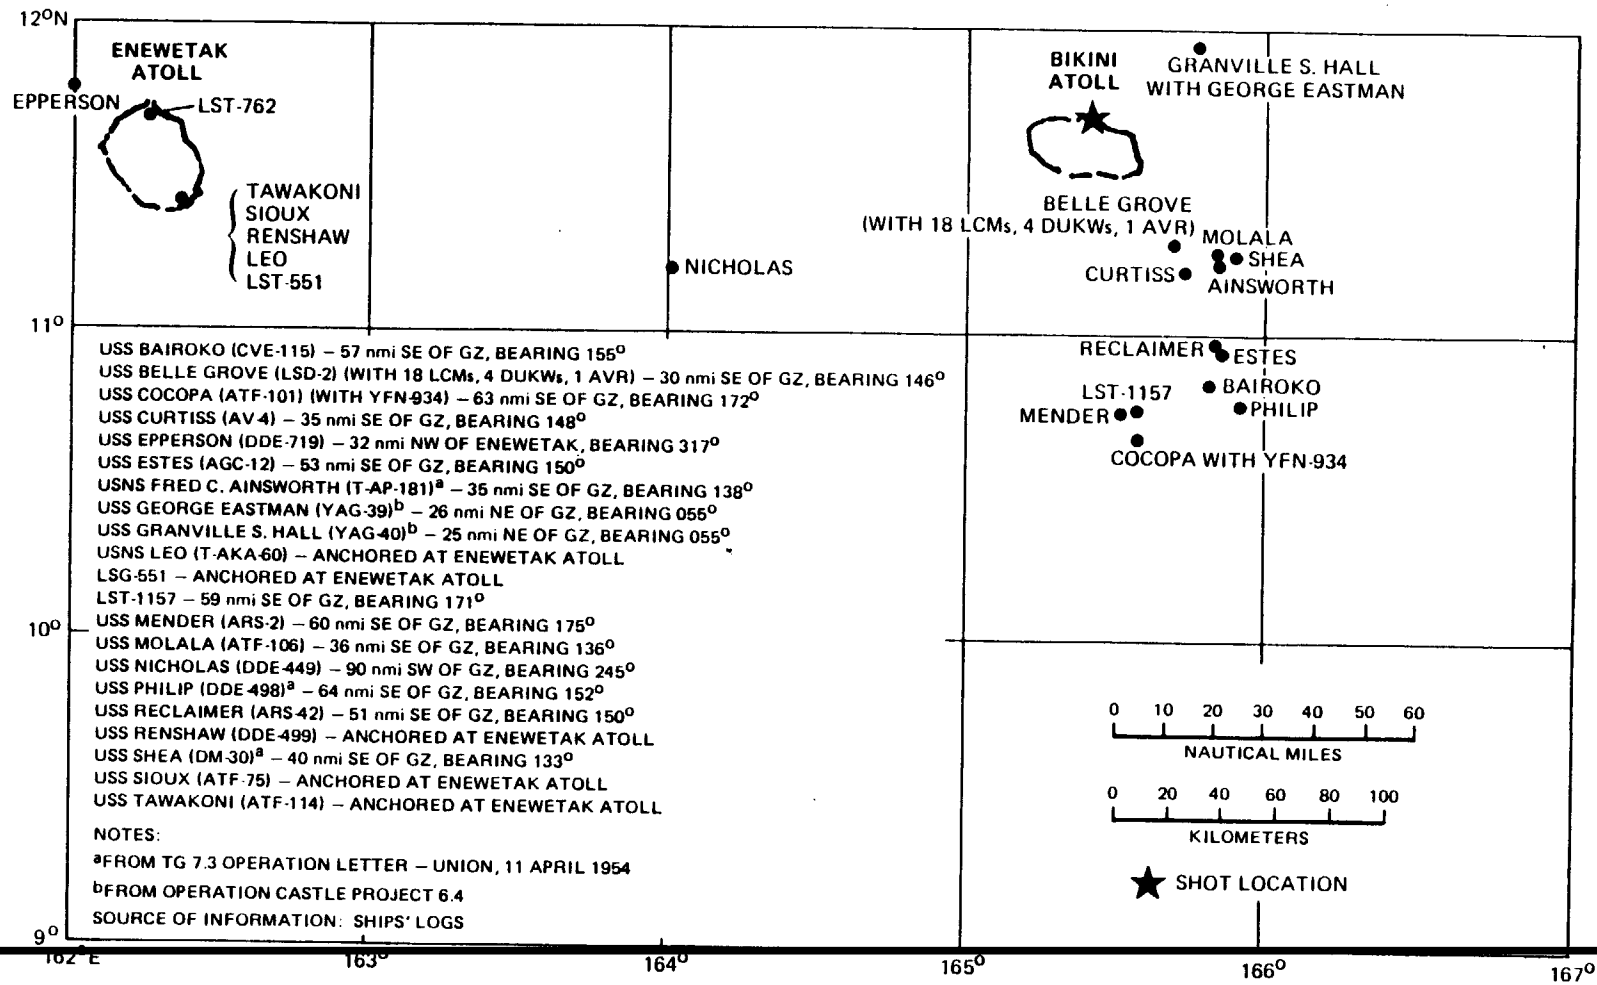 12°N
ENEWETAK
ATOLL
EPPERSON
LST-762
TAWAKONI
SIOUX
RENSHAW
LEO
LST-551
NICHOLAS
BIKINI
ATOLL
GRANVILLE S. HALL
WITH GEORGE EASTMAN
BELLE GROVE
(WITH 18 LCMs, 4 DUKWs, 1 AVR)
MOLALA
SHEA
CURTISS
AINSWORTH
11°
RECLAIMER
ESTES
BAIROKO
LST-1157
PHILIP
MENDER
COCOPA WITH YFN-934
USS BAIROKO (CVE-115) – 57 nmi SE OF GZ, BEARING 155°
USS BELLE GROVE (LSD-2) (WITH 18 LCMs, 4 DUKWs, 1 AVR) – 30 nmi SE OF GZ, BEARING 146°
USS COCOPA (ATF-101) (WITH YFN-934) – 63 nmi SE OF GZ, BEARING 172°
USS CURTISS (AV-4) – 35 nmi SE OF GZ, BEARING 148°
USS EPPERSON (DDE-719) – 32 nmi NW OF ENEWETAK, BEARING 317°
USS ESTES (AGC-12) – 53 nmi SE OF GZ, BEARING 150°
USNS FRED C. AINSWORTH (T-AP-181)ᵃ – 35 nmi SE OF GZ, BEARING 138°
USS GEORGE EASTMAN (YAG-39)ᵇ – 26 nmi NE OF GZ, BEARING 055°
USS GRANVILLE S. HALL (YAG-40)ᵇ – 25 nmi NE OF GZ, BEARING 055°
USNS LEO (T-AKA-60) – ANCHORED AT ENEWETAK ATOLL
LSG-551 – ANCHORED AT ENEWETAK ATOLL
LST-1157 – 59 nmi SE OF GZ, BEARING 171°
USS MENDER (ARS-2) – 60 nmi SE OF GZ, BEARING 175°
USS MOLALA (ATF-106) – 36 nmi SE OF GZ, BEARING 136°
USS NICHOLAS (DDE-449) – 90 nmi SW OF GZ, BEARING 245°
USS PHILIP (DDE-498)ᵃ – 64 nmi SE OF GZ, BEARING 152°
USS RECLAIMER (ARS-42) – 51 nmi SE OF GZ, BEARING 150°
USS RENSHAW (DDE-499) – ANCHORED AT ENEWETAK ATOLL
USS SHEA (DM-30)ᵃ – 40 nmi SE OF GZ, BEARING 133°
USS SIOUX (ATF-75) – ANCHORED AT ENEWETAK ATOLL
USS TAWAKONI (ATF-114) – ANCHORED AT ENEWETAK ATOLL
NOTES:
ᵃFROM TG 7.3 OPERATION LETTER – UNION, 11 APRIL 1954
ᵇFROM OPERATION CASTLE PROJECT 6.4
SOURCE OF INFORMATION: SHIPS' LOGS
10°
0 10 20 30 40 50 60
NAUTICAL MILES
0 20 40 60 80 100
KILOMETERS
SHOT LOCATION
9°
162°E 163° 164° 165° 166° 167°